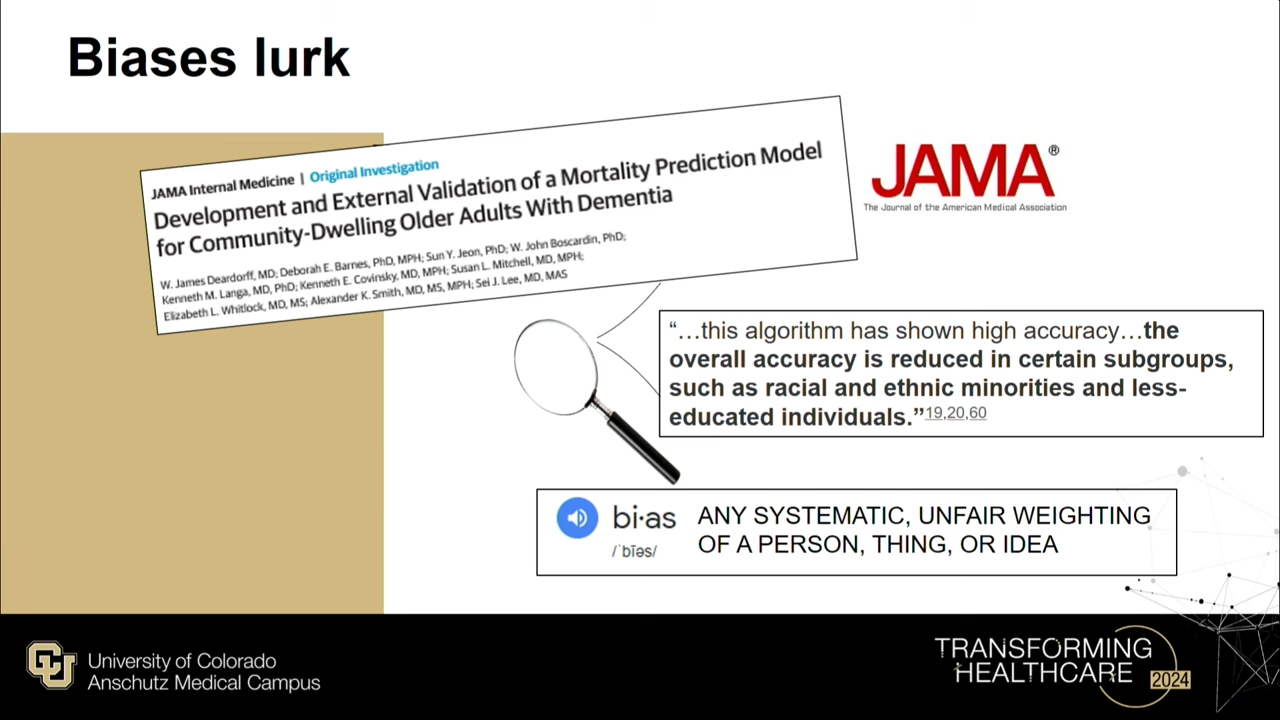 Biases lurk
JAMA Internal Medicine | Original Investigation
Development and External Validation of a Mortality Prediction Model
for Community-Dwelling Older Adults With Dementia
W. James Deardorff, MD; Deborah E. Barnes, PhD, MPH; Sun Y. Jeon, PhD; W. John Boscardin, PhD;
Kenneth M. Langa, MD, PhD; Kenneth E. Covinsky, MD, MPH; Susan L. Mitchell, MD, MPH;
Elizabeth L. Whitlock, MD, MS; Alexander K. Smith, MD, MS, MPH; Sei J. Lee, MD, MAS
JAMA®
The Journal of the American Medical Association
“…this algorithm has shown high accuracy…the
overall accuracy is reduced in certain subgroups,
such as racial and ethnic minorities and less-
educated individuals.”19,20,60
bi·as
/ˈbīəs/
ANY SYSTEMATIC, UNFAIR WEIGHTING
OF A PERSON, THING, OR IDEA
CU
University of Colorado
Anschutz Medical Campus
TRANSFORMING
HEALTHCARE
2024